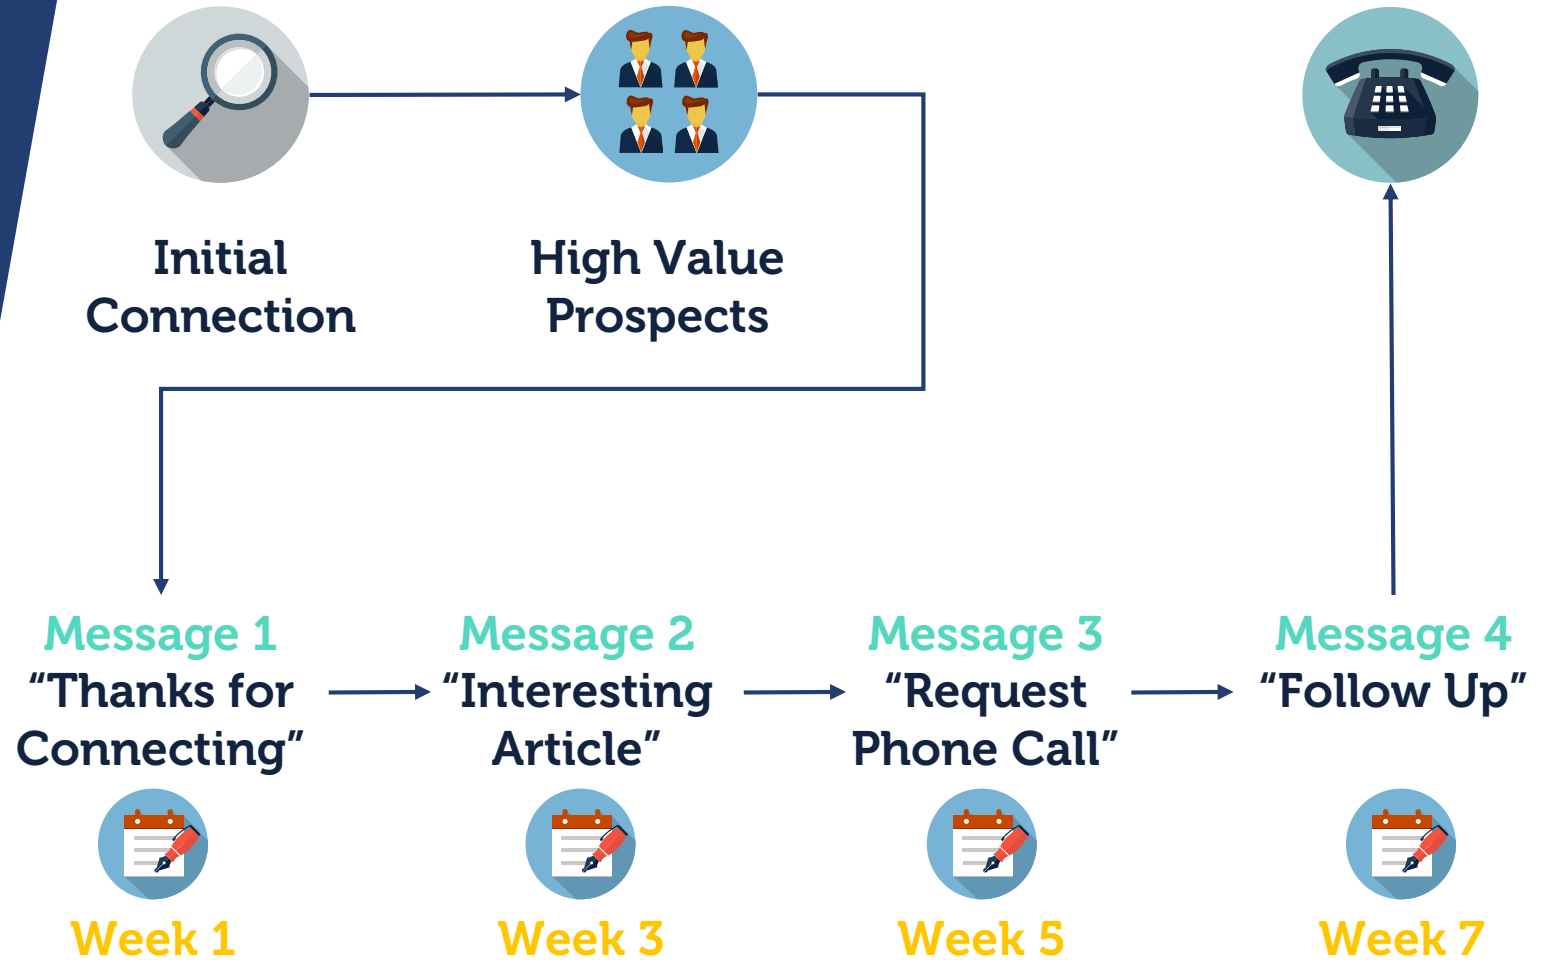 Initial
Connection
High Value
Prospects
Message 1
“Thanks for
Connecting”
Week 1
Message 2
“Interesting
Article”
Week 3
Message 3
“Request
Phone Call”
Week 5
Message 4
“Follow Up”
Week 7